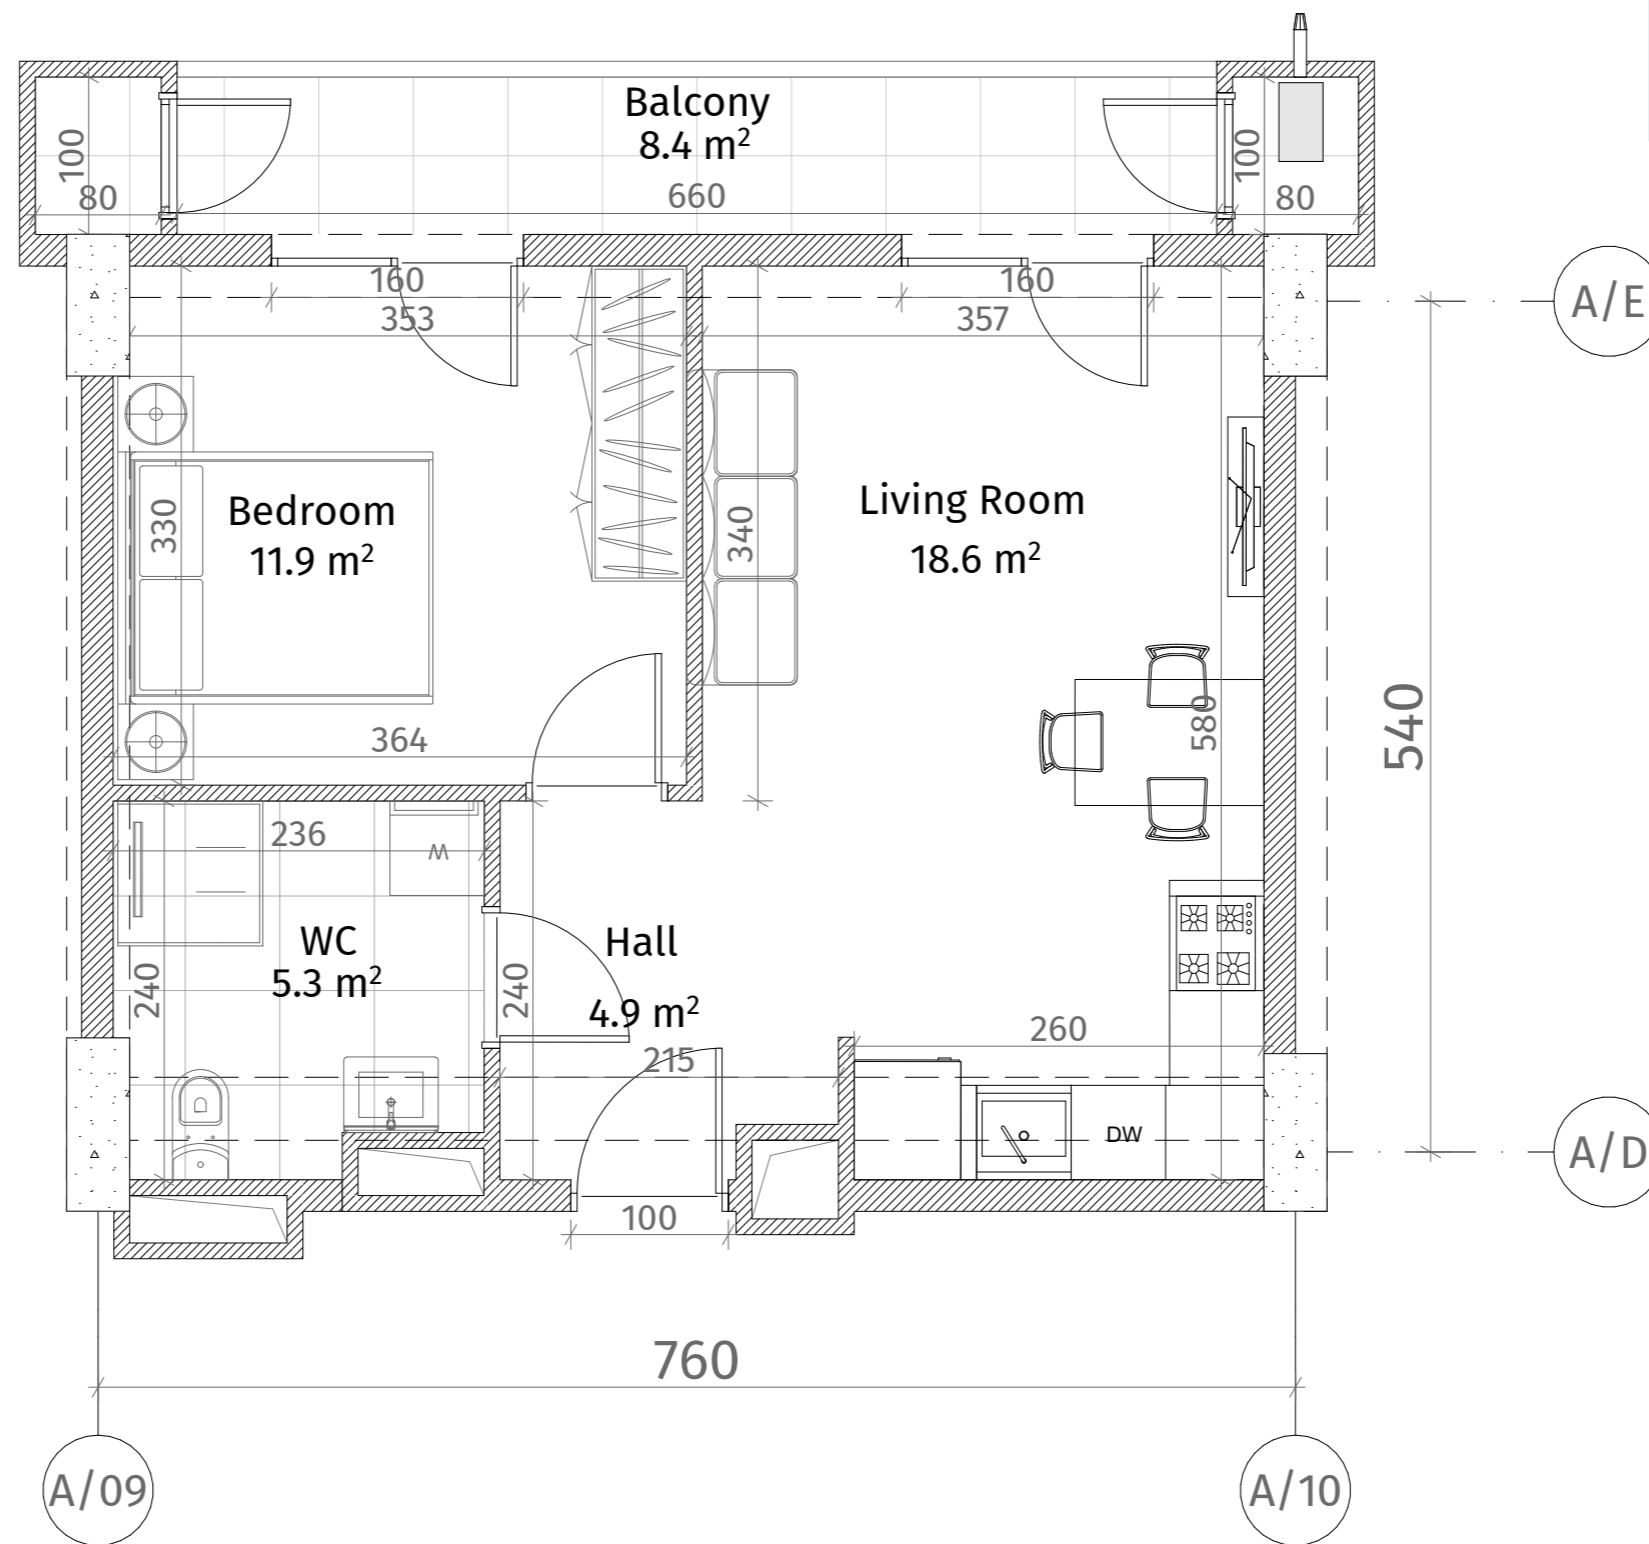 Balcony
8.4 m²
100
80
660
100
80
160
353
160
357
A/E
Bedroom
11.9 m²
330
340
Living Room
18.6 m²
364
580
540
236
W
WC
5.3 m²
240
240
Hall
4.9 m²
215
260
DW
A/D
100
760
A/09
A/10